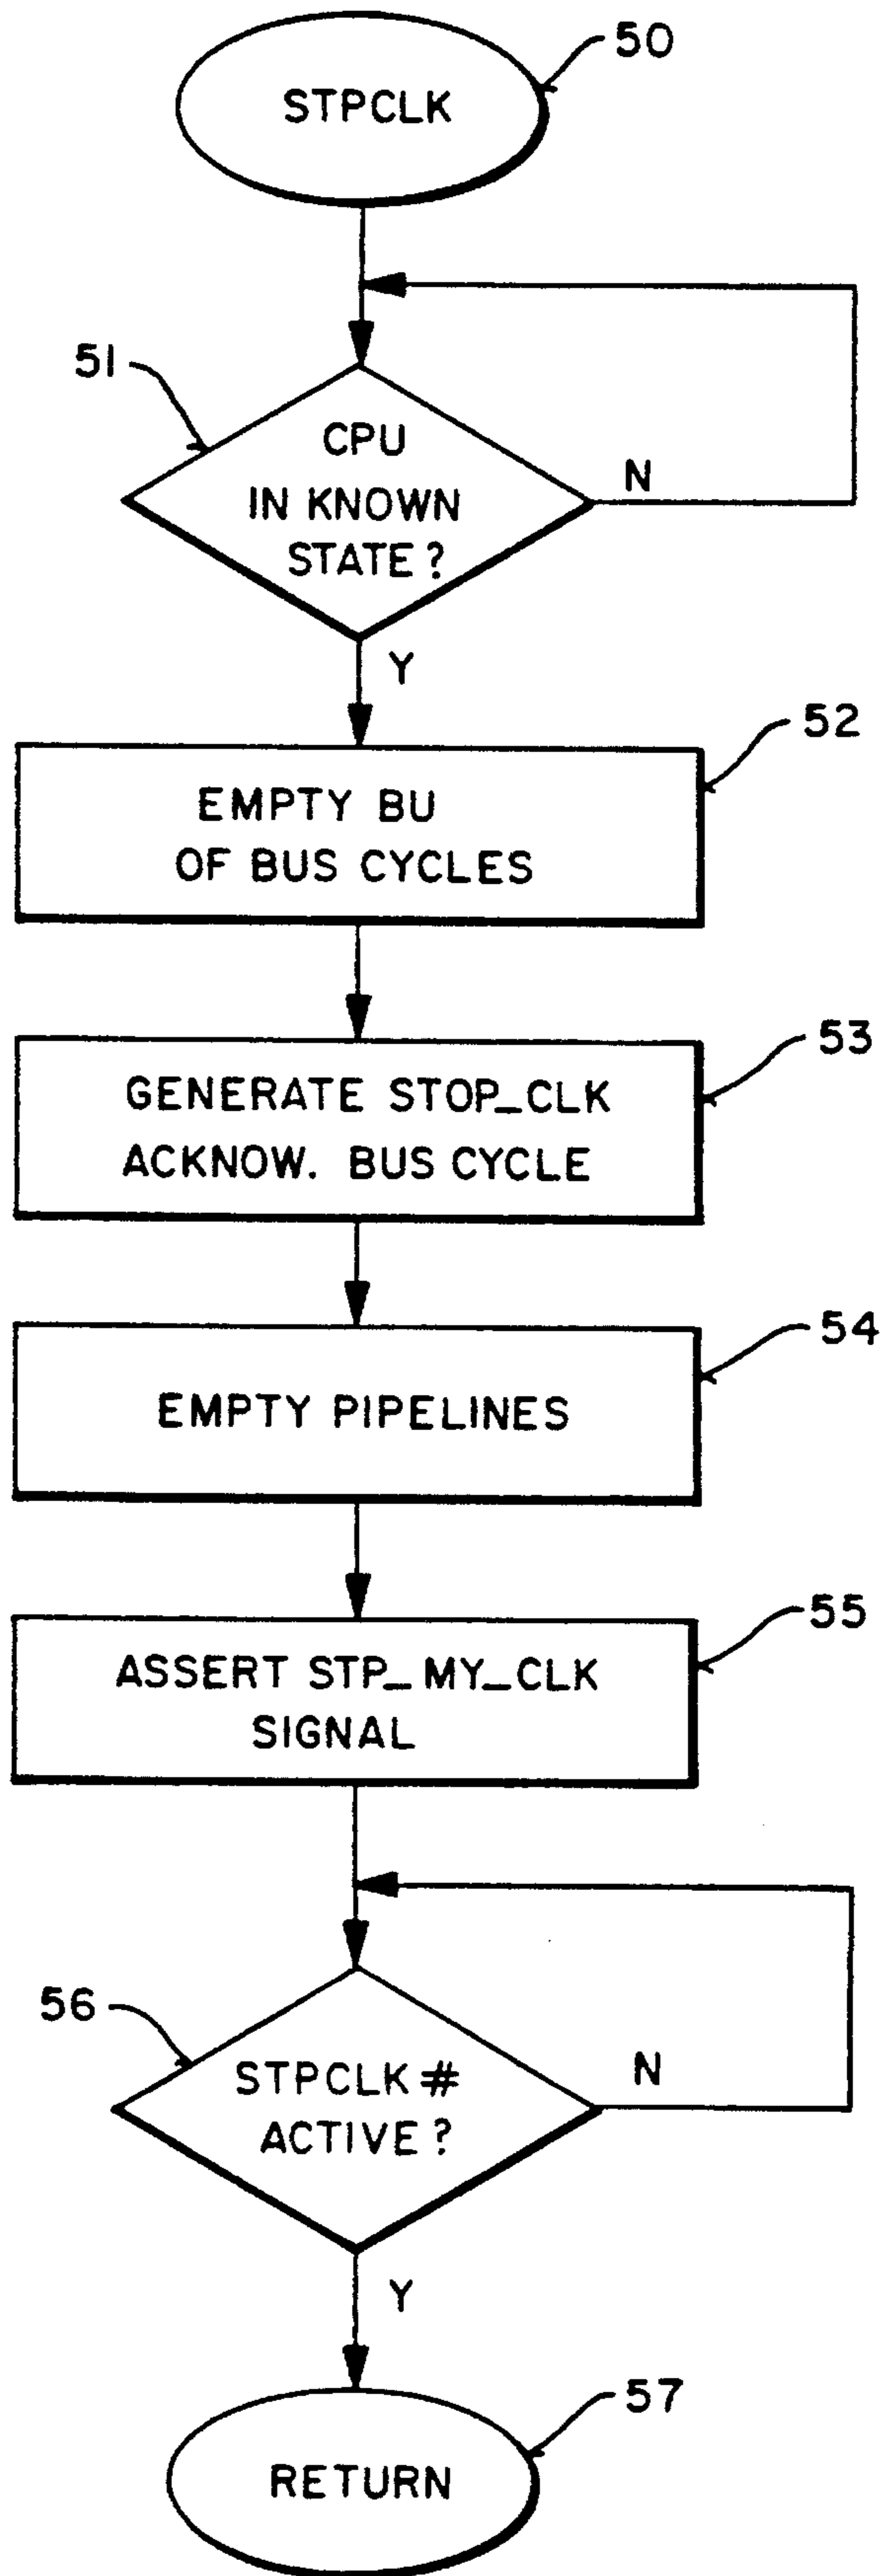 50
STPCLK
51
CPU
IN KNOWN
STATE?
N
Y
52
EMPTY BU
OF BUS CYCLES
53
GENERATE STOP_CLK
ACKNOW. BUS CYCLE
54
EMPTY PIPELINES
55
ASSERT STP_MY_CLK
SIGNAL
56
STPCLK#
ACTIVE?
N
Y
57
RETURN